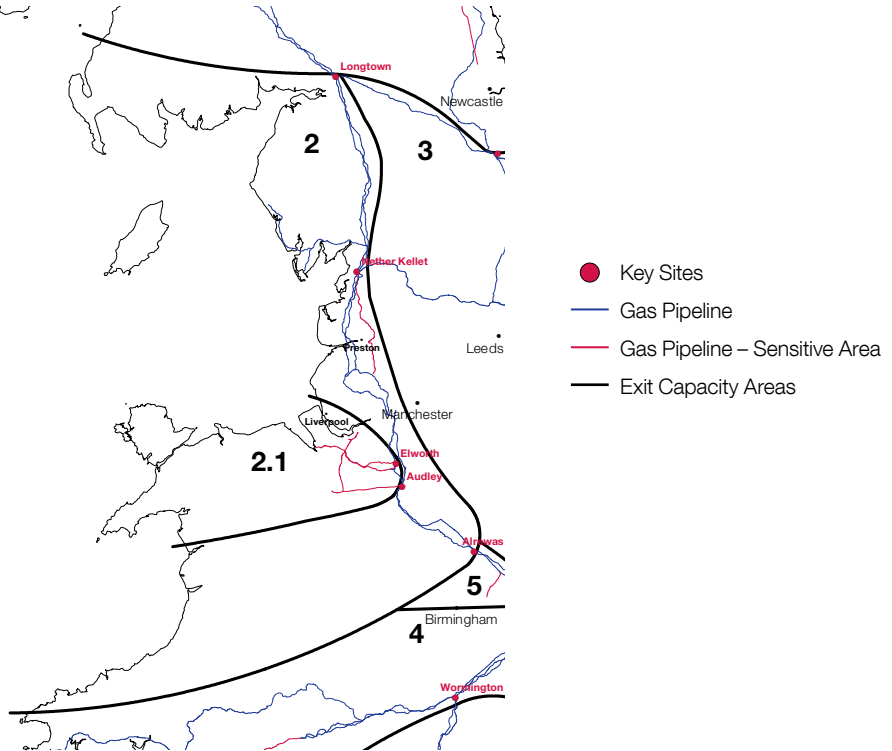 Longtown
Newcastle
2
3
Nether Kellet
Leeds
Preston
Manchester
Liverpool
Elworth
2.1
Audley
Alrewas
5
Birmingham
4
Wormington
Key Sites
Gas Pipeline
Gas Pipeline – Sensitive Area
Exit Capacity Areas